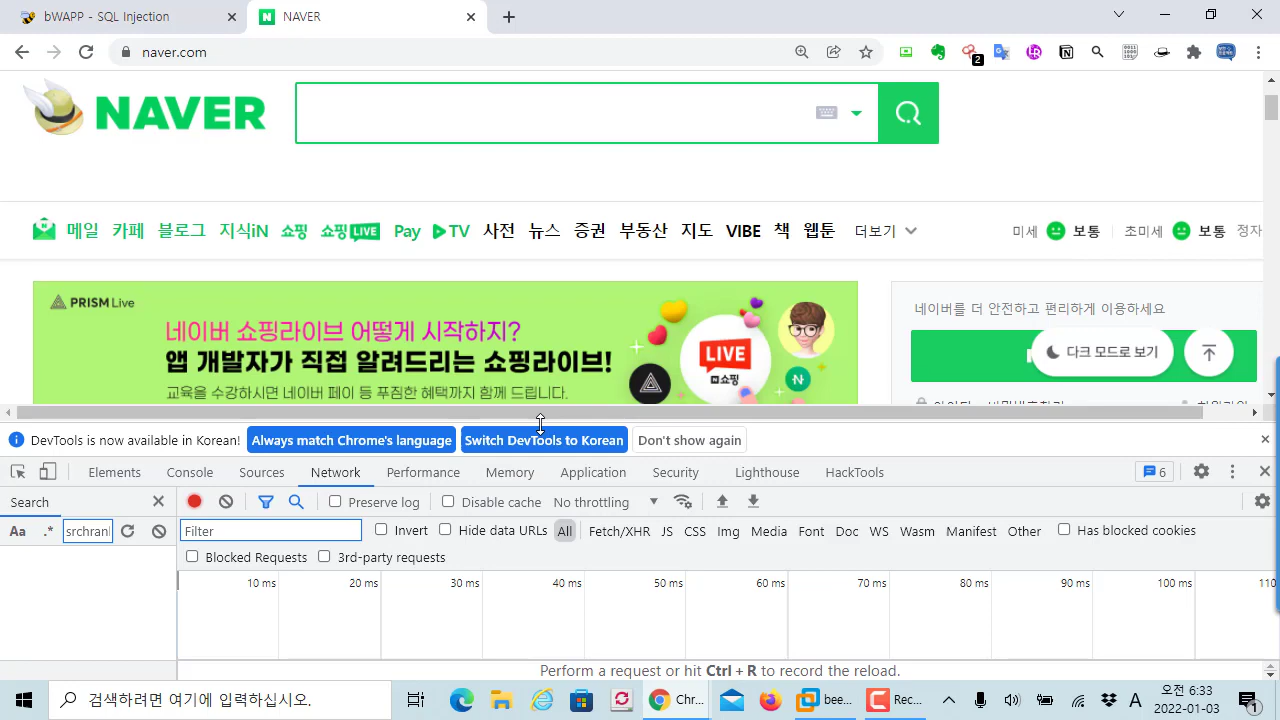 bWAPP - SQL Injection
NAVER
naver.com
2
NAVER
메일 카페 블로그 지식iN 쇼핑 쇼핑LIVE Pay TV 사전 뉴스 증권 부동산 지도 VIBE 책 웹툰 더보기 미세 보통 초미세 보통 정자
PRISM Live
네이버 쇼핑라이브 어떻게 시작하지?
앱 개발자가 직접 알려드리는 쇼핑라이브!
교육을 수강하시면 네이버 페이 등 푸짐한 혜택까지 함께 드립니다.
LIVE
쇼핑
N
네이버를 더 안전하고 편리하게 이용하세요
다크 모드로 보기
DevTools is now available in Korean! Always match Chrome's language Switch DevTools to Korean Don't show again
Elements Console Sources Network Performance Memory Application Security Lighthouse HackTools 6
Search Preserve log Disable cache No throttling
Aa .* srchran Filter Invert Hide data URLs All Fetch/XHR JS CSS Img Media Font Doc WS Wasm Manifest Other Has blocked cookies
Blocked Requests 3rd-party requests
10 ms 20 ms 30 ms 40 ms 50 ms 60 ms 70 ms 80 ms 90 ms 100 ms 110
Perform a request or hit Ctrl + R to record the reload.
검색하려면 여기에 입력하십시오. Chr... bee... Rec... A 오전 6:33
2022-01-03
1